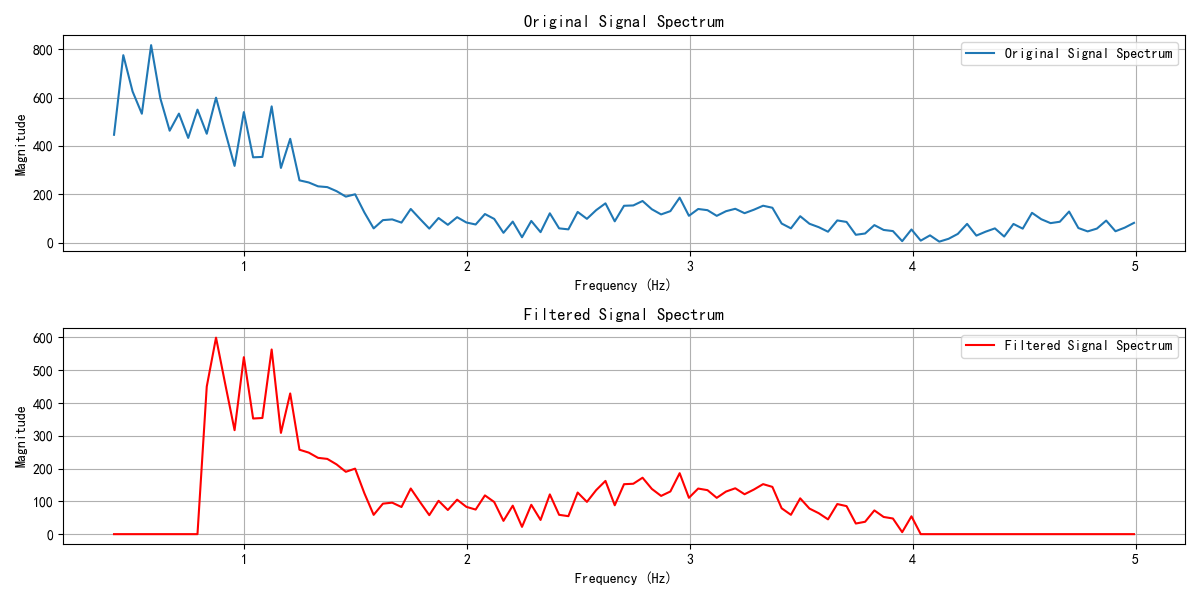 Original Signal Spectrum
Original Signal Spectrum
Magnitude
800
600
400
200
0
1 2 3 4 5
Frequency (Hz)
Filtered Signal Spectrum
Filtered Signal Spectrum
Magnitude
600
500
400
300
200
100
0
1 2 3 4 5
Frequency (Hz)